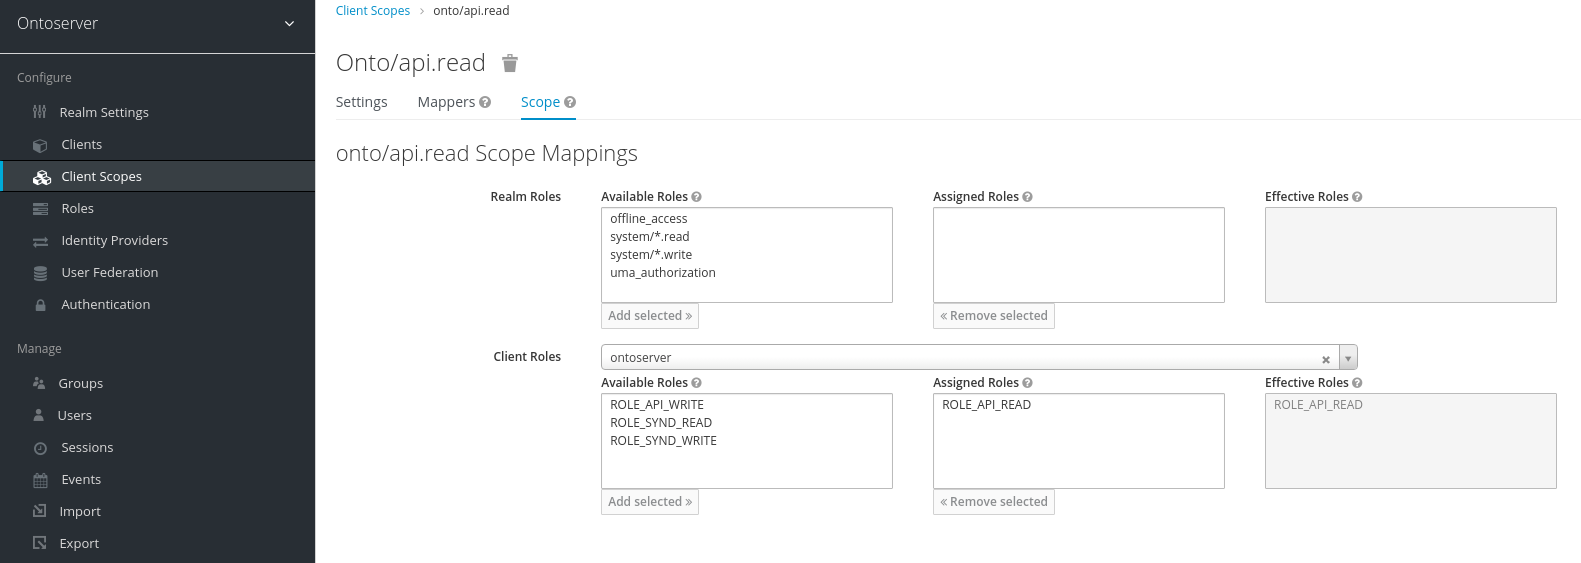 Ontoserver
Configure
Realm Settings
Clients
Client Scopes
Roles
Identity Providers
User Federation
Authentication
Manage
Groups
Users
Sessions
Events
Import
Export
Client Scopes > onto/api.read
Onto/api.read
Settings Mappers ? Scope ?
onto/api.read Scope Mappings
Realm Roles Available Roles ? Assigned Roles ? Effective Roles ?
offline_access
system/*.read
system/*.write
uma_authorization
Add selected » « Remove selected
Client Roles ontoserver ×
Available Roles ? Assigned Roles ? Effective Roles ?
ROLE_API_WRITE ROLE_API_READ ROLE_API_READ
ROLE_SYND_READ
ROLE_SYND_WRITE
Add selected » « Remove selected